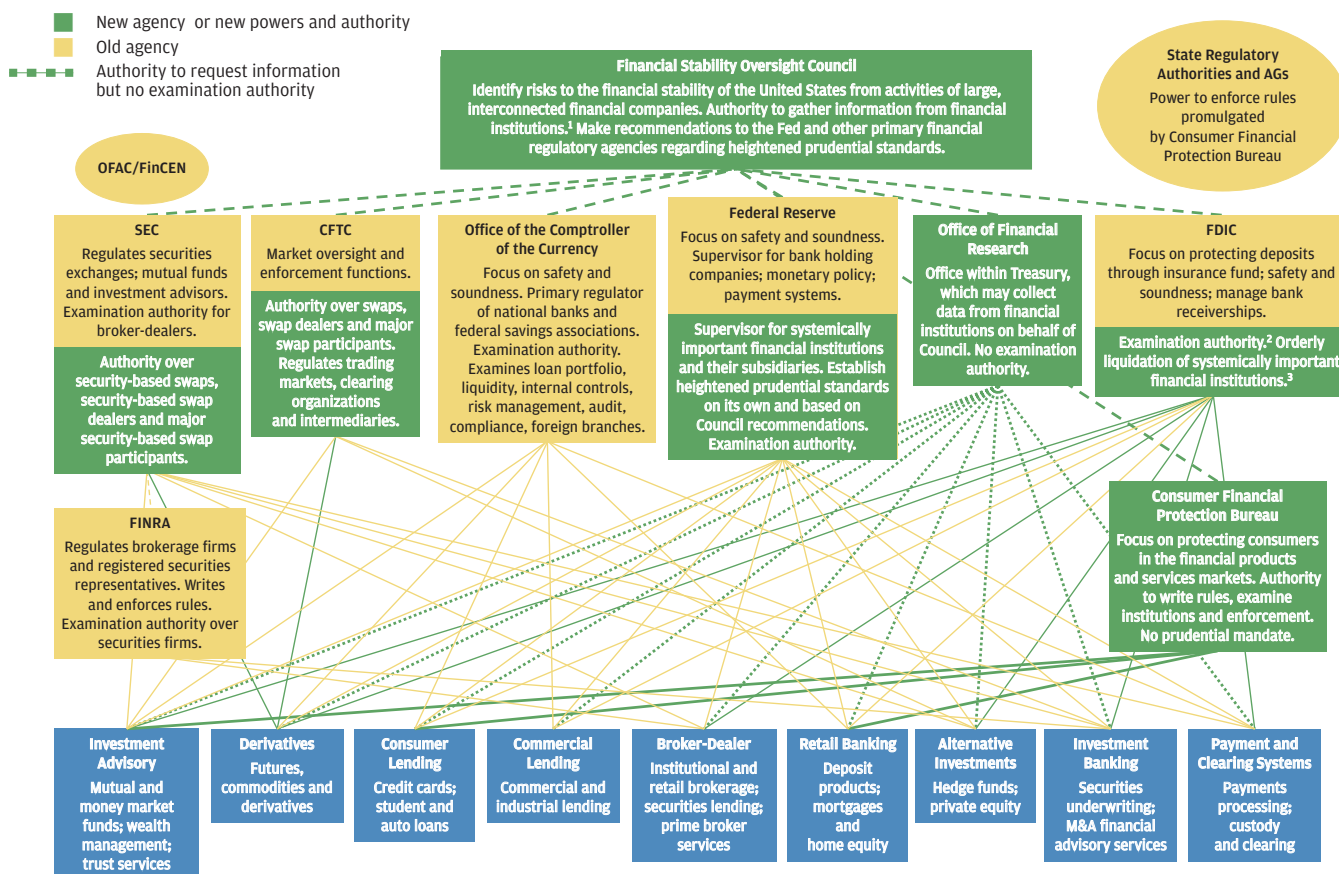 New agency or new powers and authority
Old agency
Authority to request information
but no examination authority
Financial Stability Oversight Council
Identify risks to the financial stability of the United States from activities of large,
interconnected financial companies. Authority to gather information from financial
institutions.¹ Make recommendations to the Fed and other primary financial
regulatory agencies regarding heightened prudential standards.
State Regulatory
Authorities and AGs
Power to enforce rules
promulgated
by Consumer Financial
Protection Bureau
OFAC/FinCEN
SEC
Regulates securities
exchanges; mutual funds
and investment advisors.
Examination authority for
broker-dealers.
Authority over
security-based swaps,
security-based swap
dealers and major
security-based swap
participants.
CFTC
Market oversight and
enforcement functions.
Authority over swaps,
swap dealers and major
swap participants.
Regulates trading
markets, clearing
organizations
and intermediaries.
Office of the Comptroller
of the Currency
Focus on safety and
soundness. Primary regulator
of national banks and
federal savings associations.
Examination authority.
Examines loan portfolio,
liquidity, internal controls,
risk management, audit,
compliance, foreign branches.
Federal Reserve
Focus on safety and soundness.
Supervisor for bank holding
companies; monetary policy;
payment systems.
Supervisor for systemically
important financial institutions
and their subsidiaries. Establish
heightened prudential standards
on its own and based on
Council recommendations.
Examination authority.
Office of Financial
Research
Office within Treasury,
which may collect
data from financial
institutions on behalf of
Council. No examination
authority.
FDIC
Focus on protecting deposits
through insurance fund; safety and
soundness; manage bank
receiverships.
Examination authority.² Orderly
liquidation of systemically important
financial institutions.³
FINRA
Regulates brokerage firms
and registered securities
representatives. Writes
and enforces rules.
Examination authority over
securities firms.
Consumer Financial
Protection Bureau
Focus on protecting consumers
in the financial products
and services markets. Authority
to write rules, examine
institutions and enforcement.
No prudential mandate.
Investment
Advisory
Mutual and
money market
funds; wealth
management;
trust services
Derivatives
Futures,
commodities and
derivatives
Consumer
Lending
Credit cards;
student and
auto loans
Commercial
Lending
Commercial and
industrial lending
Broker-Dealer
Institutional and
retail brokerage;
securities lending;
prime broker
services
Retail Banking
Deposit
products;
mortgages
and
home equity
Alternative
Investments
Hedge funds;
private equity
Investment
Banking
Securities
underwriting;
M&A financial
advisory services
Payment and
Clearing Systems
Payments
processing;
custody
and clearing